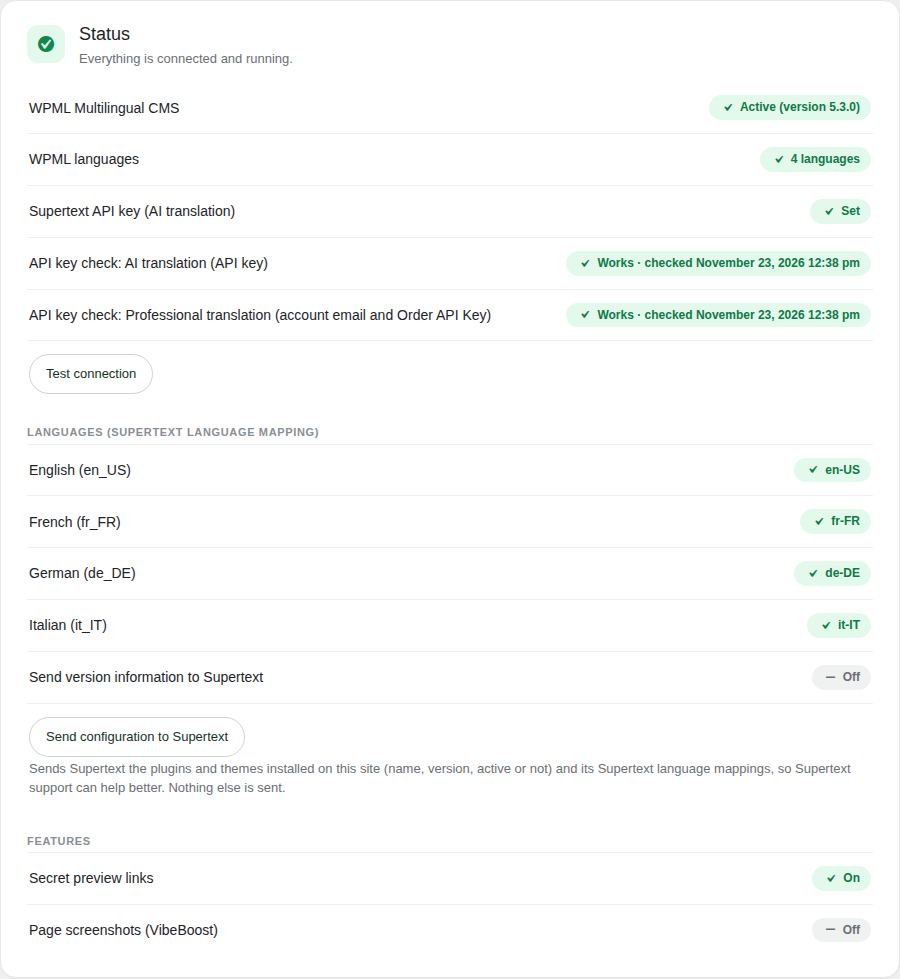 Status
Everything is connected and running.
WPML Multilingual CMS
Active (version 5.3.0)
WPML languages
4 languages
Supertext API key (AI translation)
Set
API key check: AI translation (API key)
Works · checked November 23, 2026 12:38 pm
API key check: Professional translation (account email and Order API Key)
Works · checked November 23, 2026 12:38 pm
Test connection
LANGUAGES (SUPERTEXT LANGUAGE MAPPING)
English (en_US)
en-US
French (fr_FR)
fr-FR
German (de_DE)
de-DE
Italian (it_IT)
it-IT
Send version information to Supertext
Off
Send configuration to Supertext
Sends Supertext the plugins and themes installed on this site (name, version, active or not) and its Supertext language mappings, so Supertext
support can help better. Nothing else is sent.
FEATURES
Secret preview links
On
Page screenshots (VibeBoost)
Off